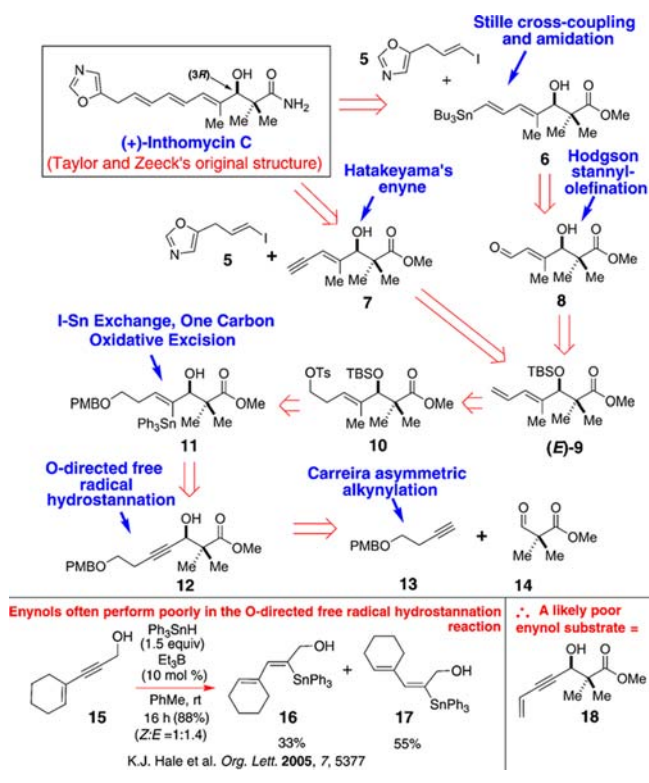 Stille cross-coupling
and amidation
5
I
O
N
+
(3R)
OH
O
NH2
Me
Me
Me
O
N
(+)-Inthomycin C
(Taylor and Zeeck's original structure)
Bu3Sn
OH
O
OMe
Me
Me
Me
6
Hodgson
stannyl-
olefination
Hatakeyama's
enyne
O
N
I
5
+
OH
O
OMe
Me
Me
Me
7
O
OH
O
OMe
Me
Me
Me
8
I-Sn Exchange, One Carbon
Oxidative Excision
PMBO
OH
O
OMe
Ph3Sn
Me
Me
11
OTs
TBSO
O
OMe
Me
Me
Me
10
TBSO
O
OMe
Me
Me
Me
(E)-9
O-directed free
radical
hydrostannation
PMBO
OH
O
OMe
Me
Me
12
Carreira asymmetric
alkynylation
PMBO
13
+
O
O
OMe
Me
Me
14
Enynols often perform poorly in the O-directed free radical hydrostannation
reaction
OH
15
Ph3SnH
(1.5 equiv)
Et3B
(10 mol %)
PhMe, rt
16 h (88%)
(Z:E =1:1.4)
OH
SnPh3
16
33%
+
OH
SnPh3
17
55%
K.J. Hale et al. Org. Lett. 2005, 7, 5377
∴ A likely poor
enynol substrate =
OH
O
OMe
Me
Me
18